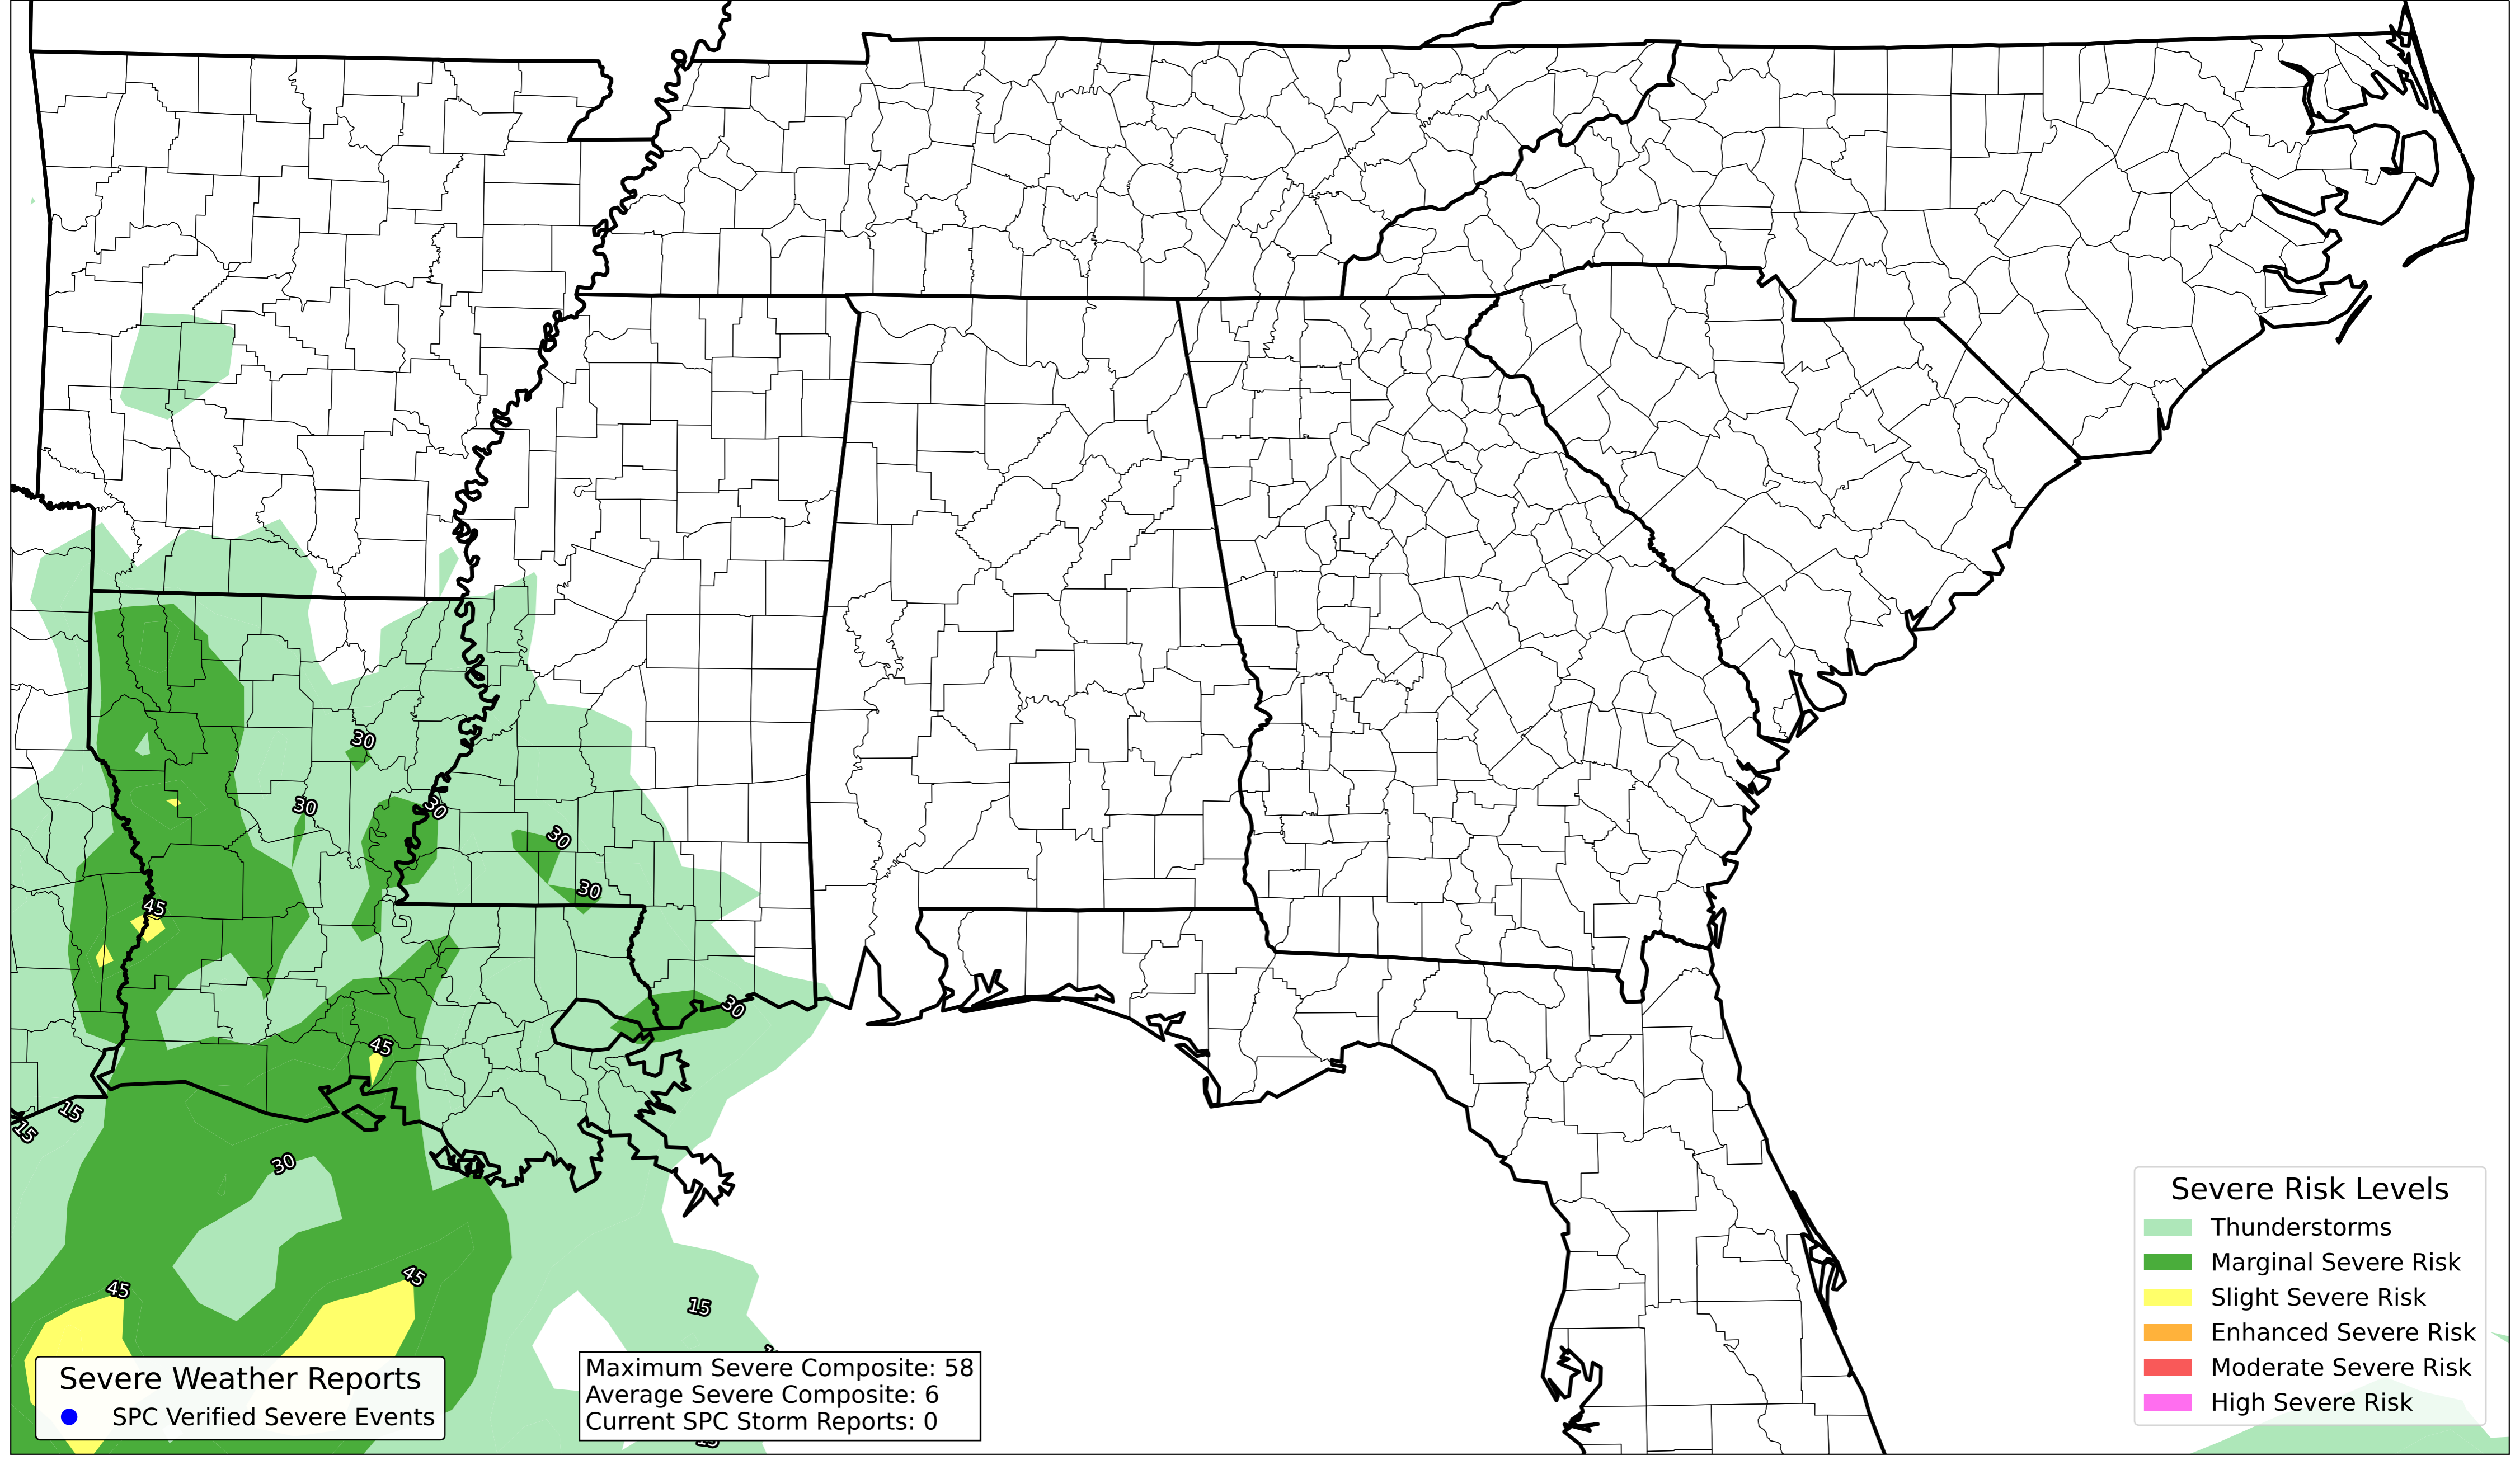 30
30
30
30
30
45
30
45
15
15
30
45
45
15
Severe Risk Levels
Thunderstorms
Marginal Severe Risk
Slight Severe Risk
Enhanced Severe Risk
Moderate Severe Risk
High Severe Risk
Severe Weather Reports
SPC Verified Severe Events
Maximum Severe Composite: 58
Average Severe Composite: 6
Current SPC Storm Reports: 0